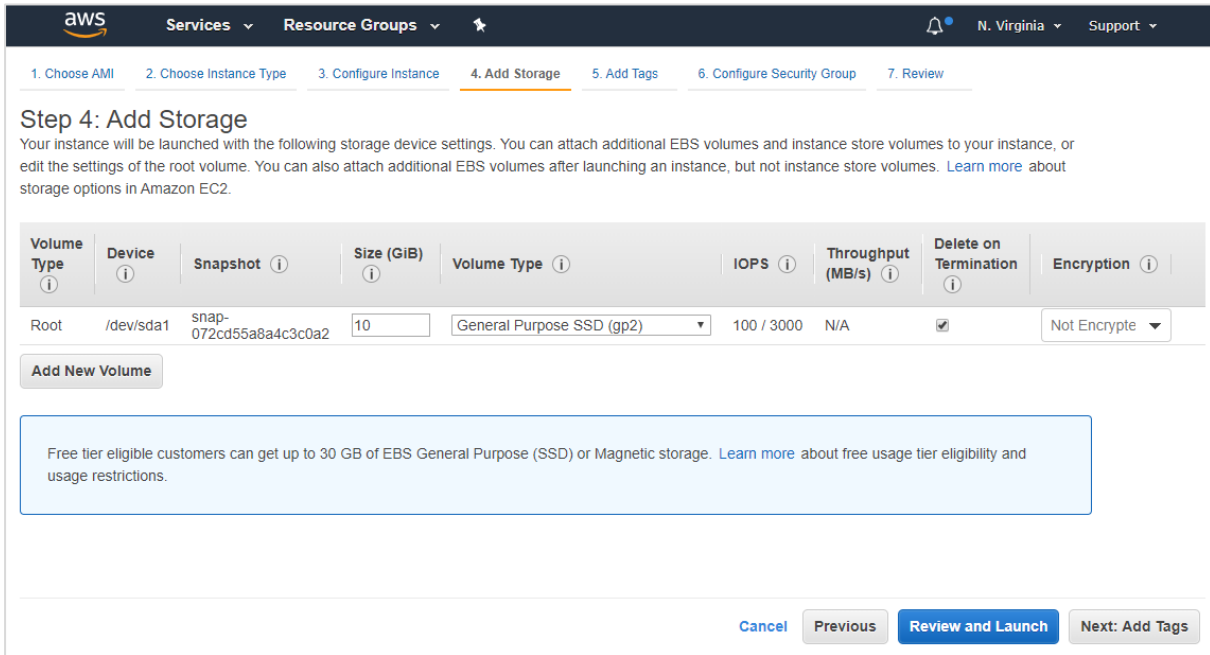 aws Services Resource Groups N. Virginia Support
1. Choose AMI 2. Choose Instance Type 3. Configure Instance 4. Add Storage 5. Add Tags 6. Configure Security Group 7. Review
Step 4: Add Storage
Your instance will be launched with the following storage device settings. You can attach additional EBS volumes and instance store volumes to your instance, or
edit the settings of the root volume. You can also attach additional EBS volumes after launching an instance, but not instance store volumes. Learn more about
storage options in Amazon EC2.
Volume Type i Device i Snapshot i Size (GiB) i Volume Type i IOPS i Throughput (MB/s) i Delete on Termination i Encryption i
Root /dev/sda1 snap-072cd55a8a4c3c0a2 10 General Purpose SSD (gp2) 100 / 3000 N/A Not Encrypte
Add New Volume
Free tier eligible customers can get up to 30 GB of EBS General Purpose (SSD) or Magnetic storage. Learn more about free usage tier eligibility and
usage restrictions.
Cancel Previous Review and Launch Next: Add Tags